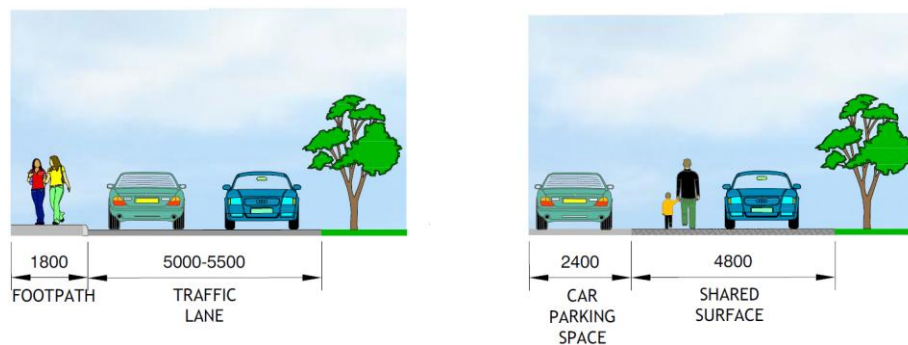 1800
5000-5500
FOOTPATH
TRAFFIC
LANE
2400
4800
CAR
PARKING
SPACE
SHARED
SURFACE